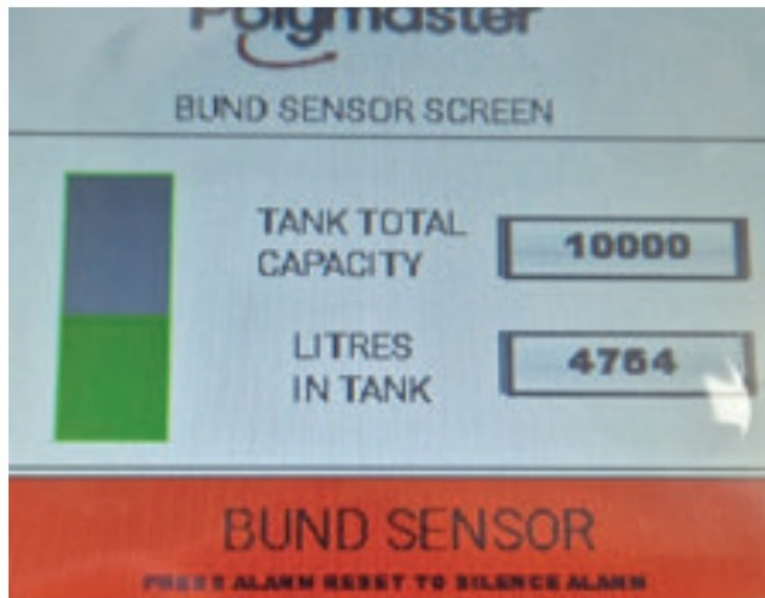 Polymaster
BUND SENSOR SCREEN
TANK TOTAL
CAPACITY
10000
LITRES
IN TANK
4764
BUND SENSOR
PRESS ALARM RESET TO SILENCE ALARM